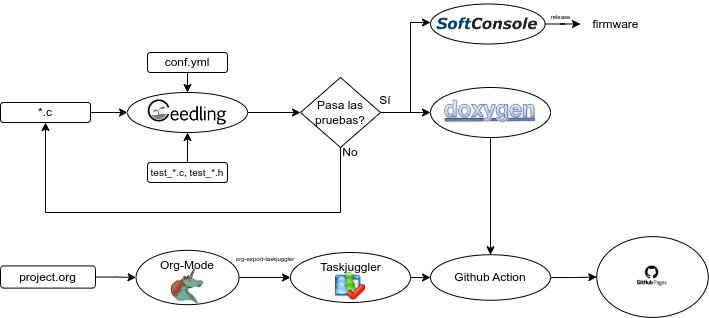 SoftConsole
release
firmware
conf.yml
*.c
Ceedling
Pasa las
pruebas?
Sí
doxygen
No
test_*.c, test_*.h
project.org
Org-Mode
org-export-taskjuggler
Taskjuggler
Github Action
GitHub Pages